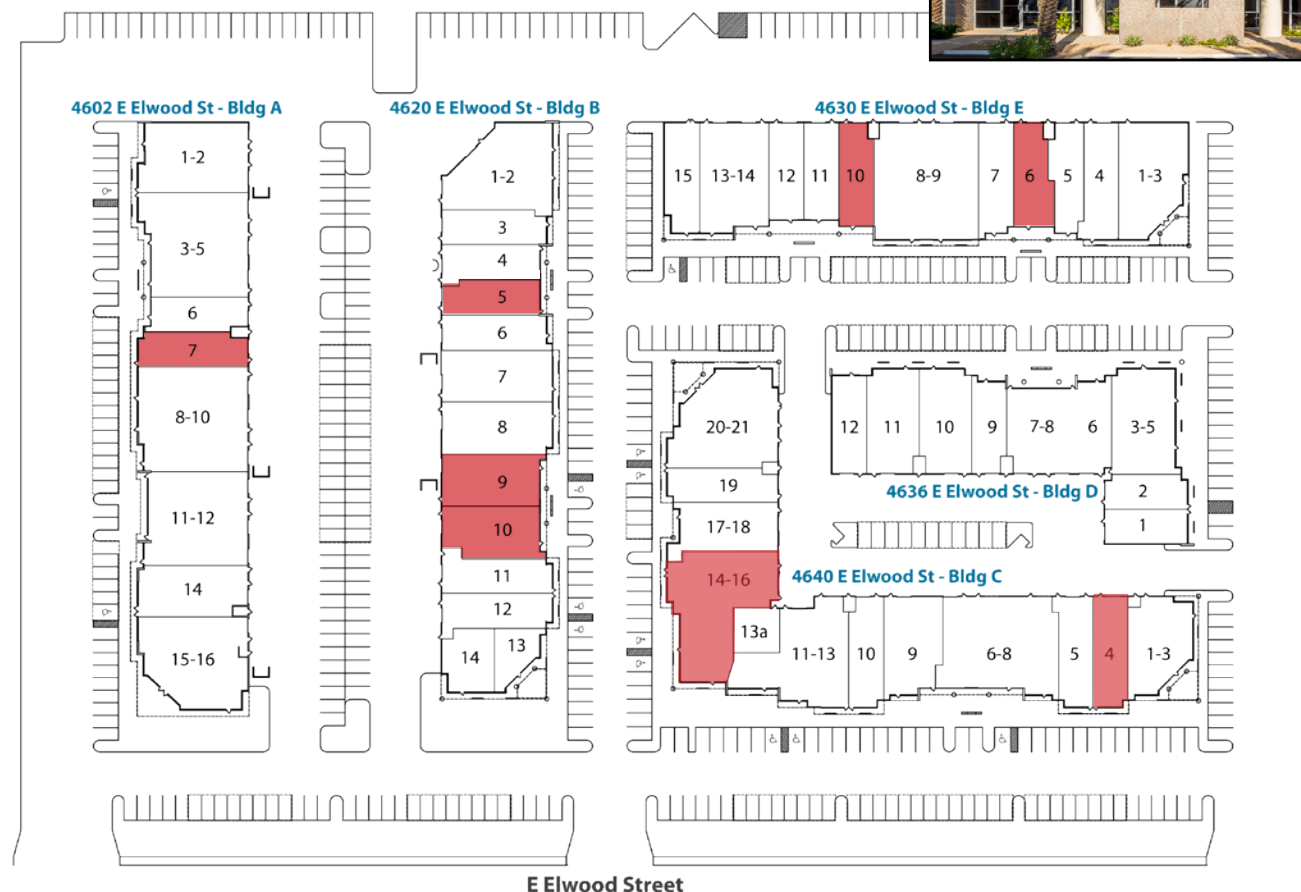 4602 E Elwood St - Bldg A
1-2
3-5
6
7
8-10
11-12
14
15-16
4620 E Elwood St - Bldg B
1-2
3
4
5
6
7
8
9
10
11
12
14 13
4630 E Elwood St - Bldg E
15 13-14 12 11 10 8-9 7 6 5 4 1-3
12 11 10 9 7-8 6 3-5
2
1
4636 E Elwood St - Bldg D
20-21
19
17-18
14-16
4640 E Elwood St - Bldg C
13a 11-13 10 9 6-8 5 4 1-3
E Elwood Street